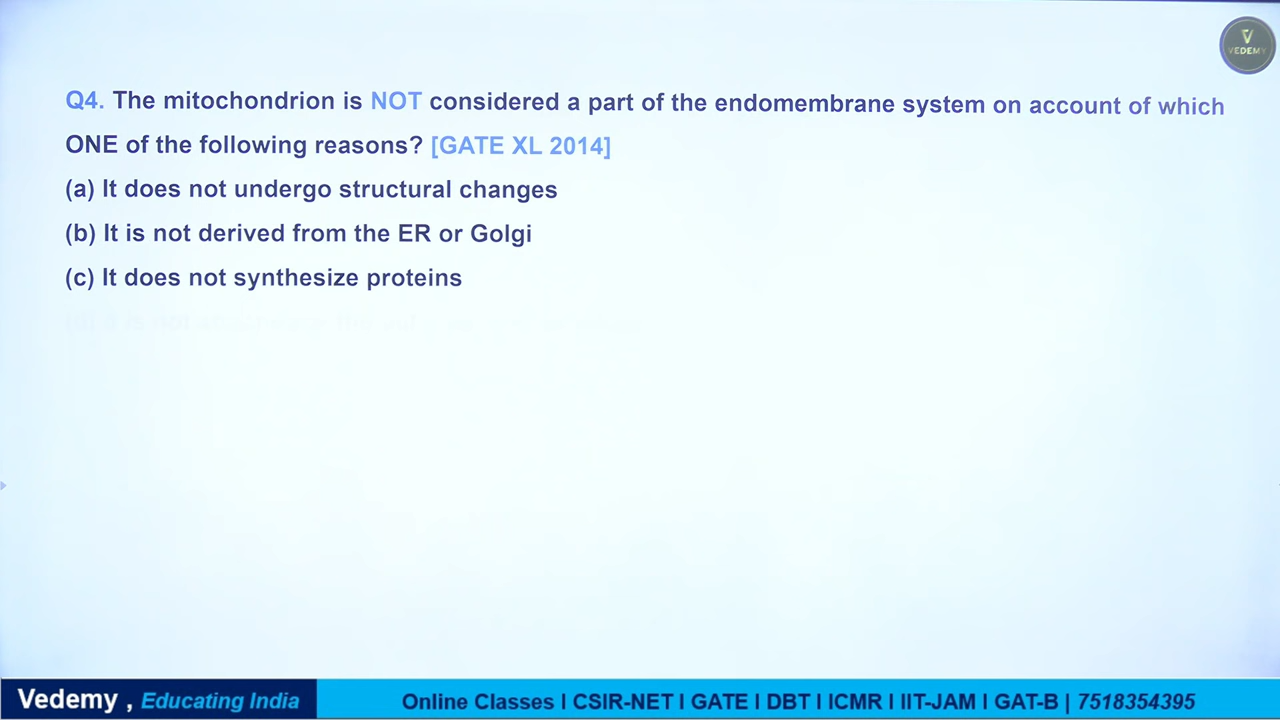 V
VEDEMY
Q4. The mitochondrion is NOT considered a part of the endomembrane system on account of which
ONE of the following reasons? [GATE XL 2014]
(a) It does not undergo structural changes
(b) It is not derived from the ER or Golgi
(c) It does not synthesize proteins
Vedemy , Educating India
Online Classes I CSIR-NET I GATE I DBT I ICMR I IIT-JAM I GAT-B | 7518354395